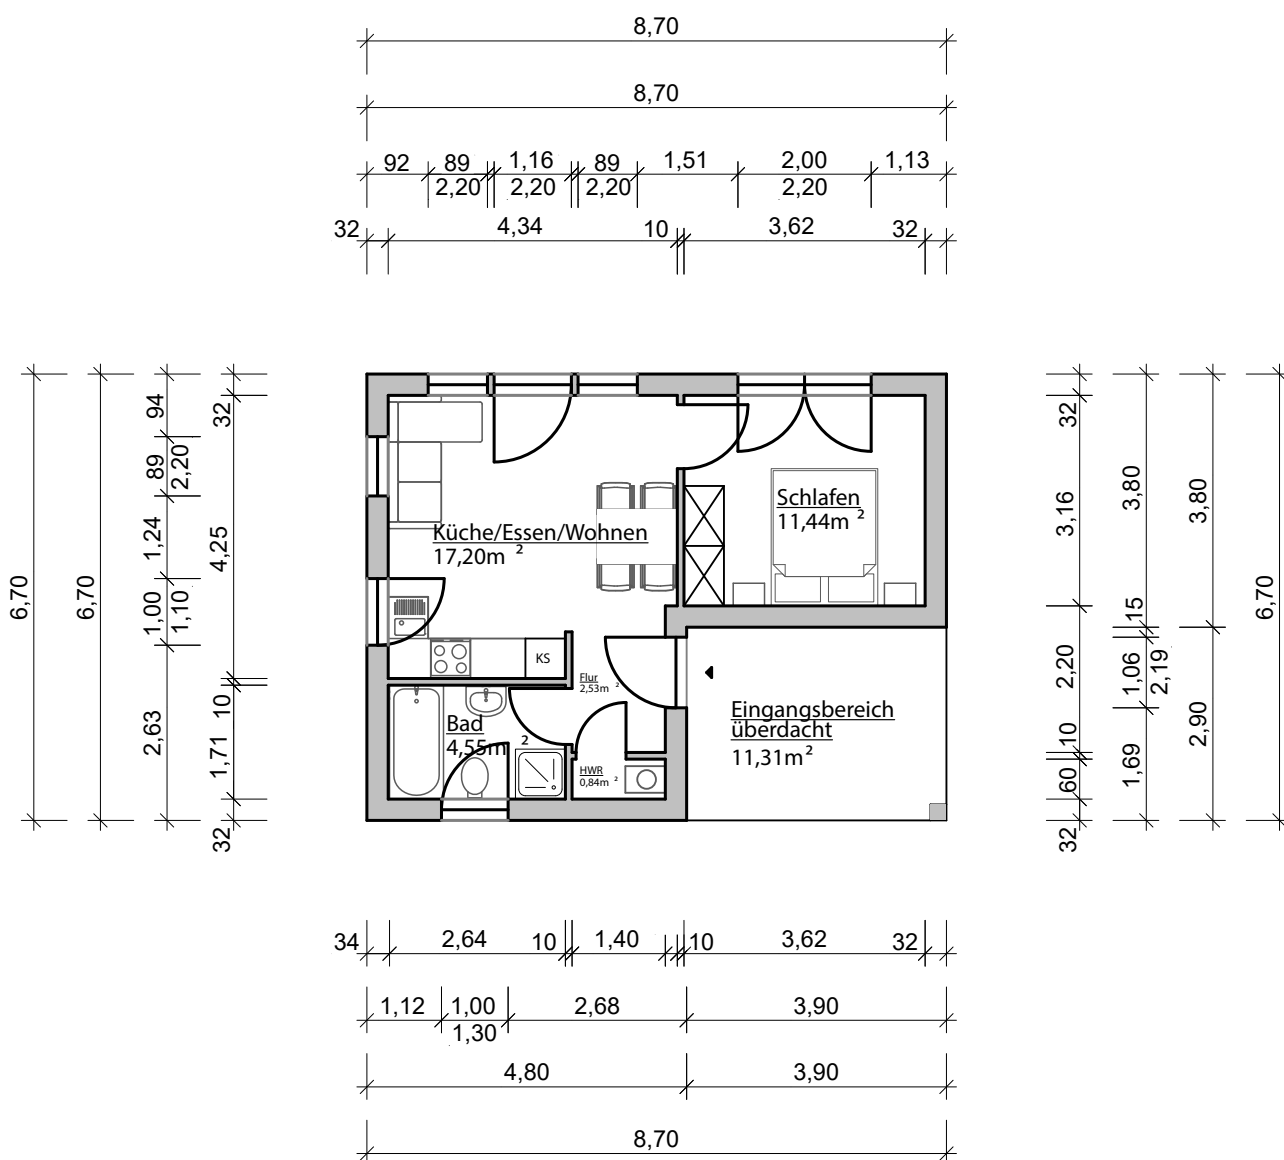 8,70
8,70
92 89 1,16 89 1,51 2,00 1,13
2,20 2,20 2,20 2,20
32 4,34 10 3,62 32
6,70
6,70
94
89
2,20
1,24
1,00
1,10
2,63
32
4,25
10
1,71
32
Küche/Essen/Wohnen
17,20m ²
Schlafen
11,44m ²
KS
Flur
2,53m ²
Bad
4,55m ²
HWR
0,84m ²
Eingangsbereich
überdacht
11,31m ²
32
3,16
2,20
10
60
32
3,80
15
1,06
2,19
1,69
3,80
2,90
6,70
34 2,64 10 1,40 10 3,62 32
1,12 1,00 2,68 3,90
1,30
4,80 3,90
8,70